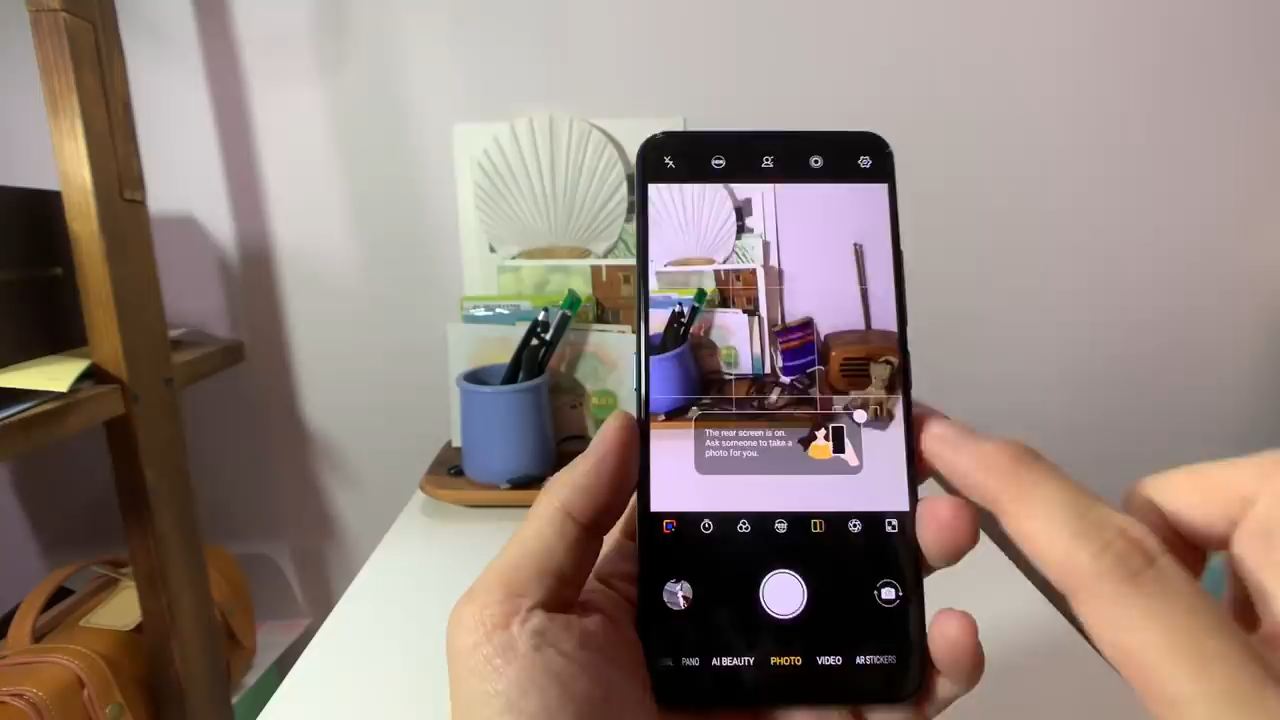 The rear screen is on.
Ask someone to take a
photo for you.
PANO AI BEAUTY PHOTO VIDEO AR STICKERS